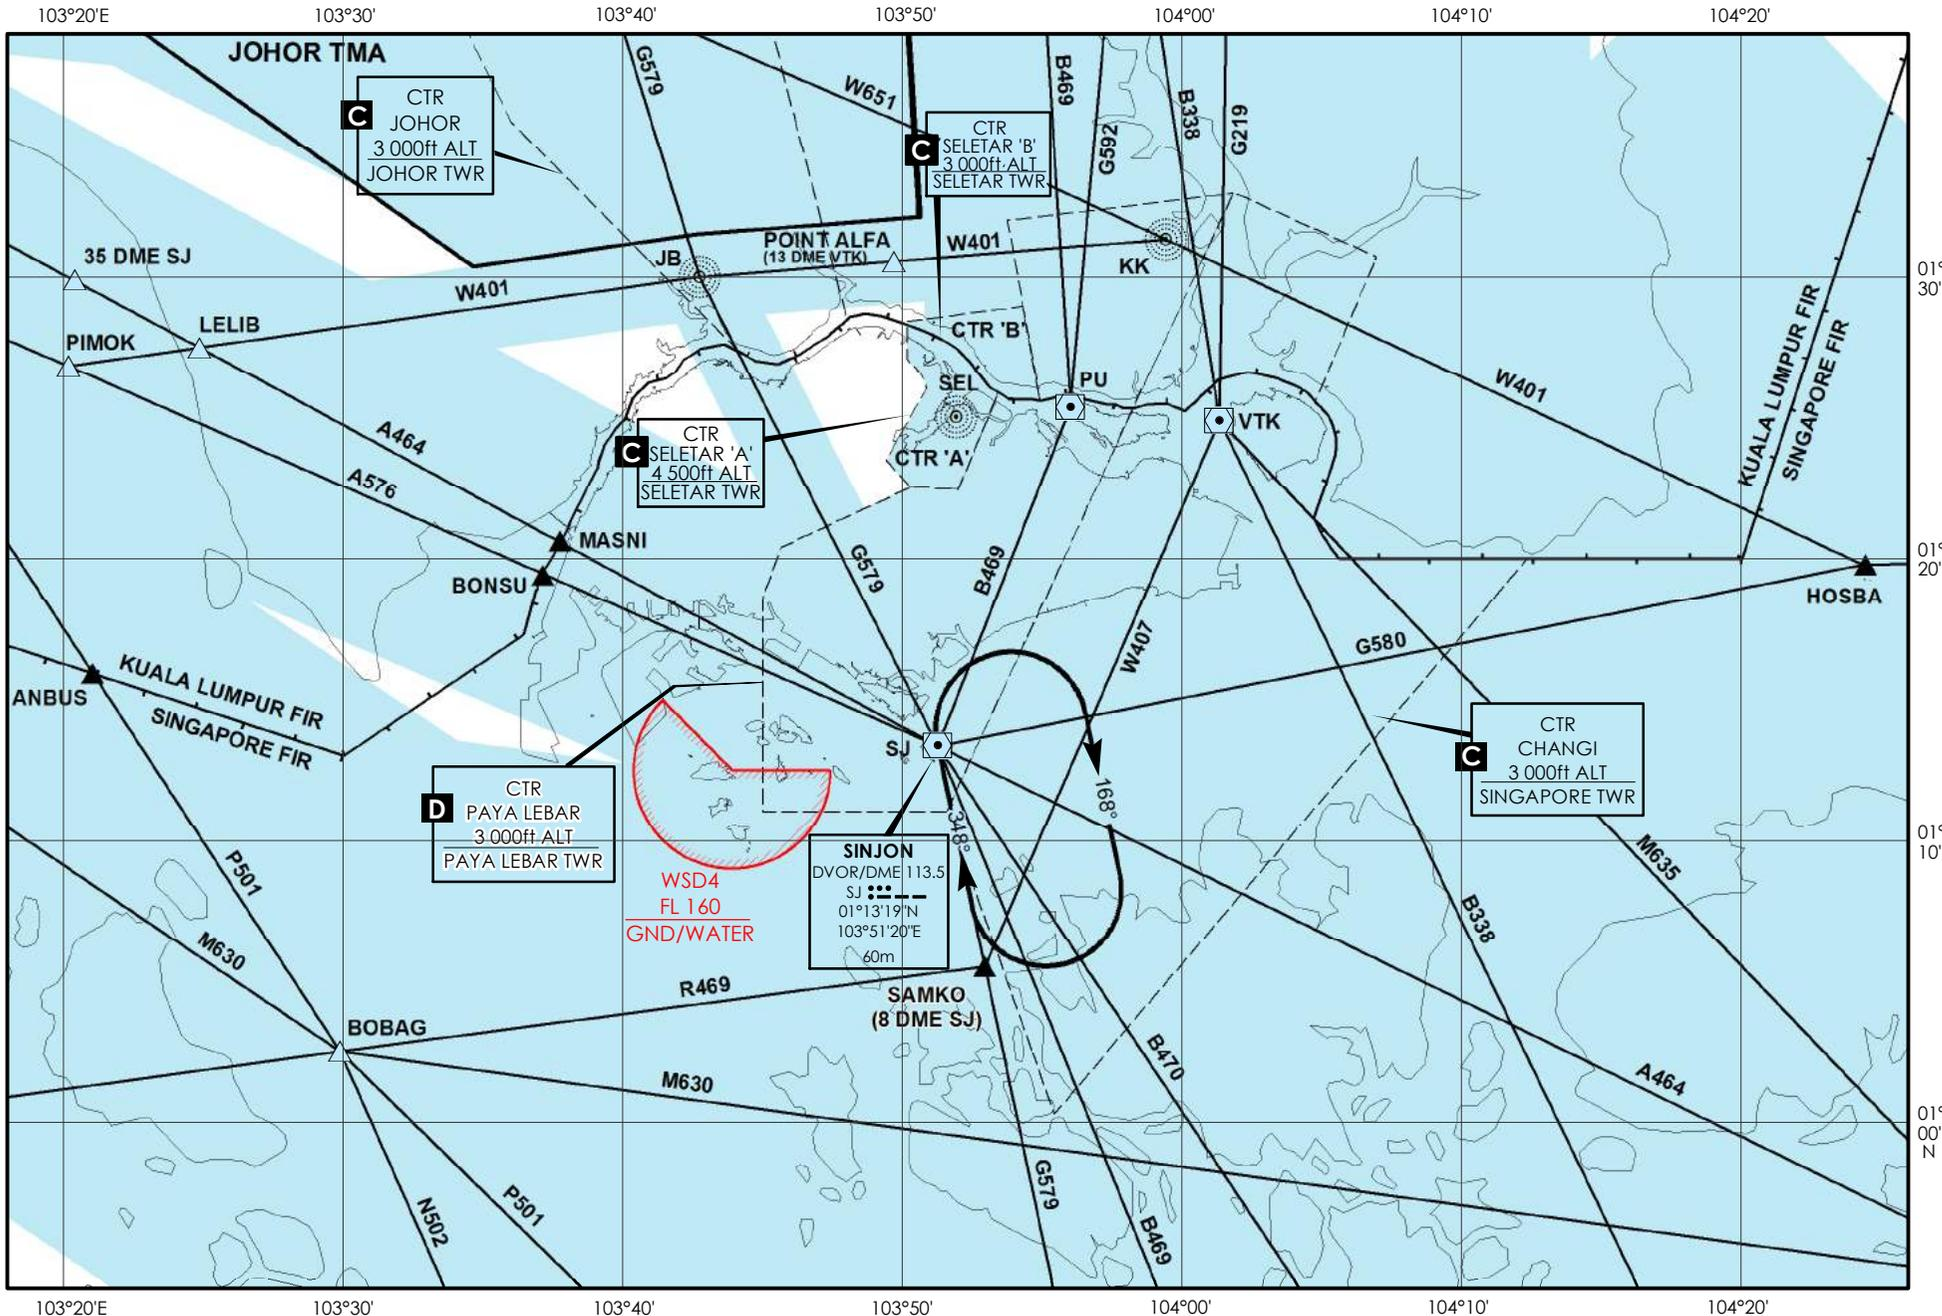 103°20'E
103°30'
103°40'
103°50'
104°00'
104°10'
104°20'
JOHOR TMA
G579
W651
B469
G592
B338
G219
C
CTR
JOHOR
3 000ft ALT
JOHOR TWR
C
CTR
SELETAR 'B'
3 000ft ALT
SELETAR TWR
35 DME SJ
JB
POINT ALFA
(13 DME VTK)
W401
KK
W401
01°
30'
PIMOK
LELIB
CTR 'B'
SEL
PU
VTK
W401
KUALA LUMPUR FIR
SINGAPORE FIR
A464
A576
C
CTR
SELETAR 'A'
4 500ft ALT
SELETAR TWR
CTR 'A'
MASNI
BONSU
G579
B469
01°
20'
HOSBA
W407
G580
ANBUS
KUALA LUMPUR FIR
SINGAPORE FIR
SJ
168°
348°
C
CTR
CHANGI
3 000ft ALT
SINGAPORE TWR
D
CTR
PAYA LEBAR
3 000ft ALT
PAYA LEBAR TWR
WSD4
FL 160
GND/WATER
SINJON
DVOR/DME 113.5
SJ
01°13'19"N
103°51'20"E
60m
01°
10'
P501
M630
M635
B338
R469
SAMKO
(8 DME SJ)
BOBAG
M630
B470
A464
01°
00'
N
N502
P501
G579
B469
103°20'E
103°30'
103°40'
103°50'
104°00'
104°10'
104°20'